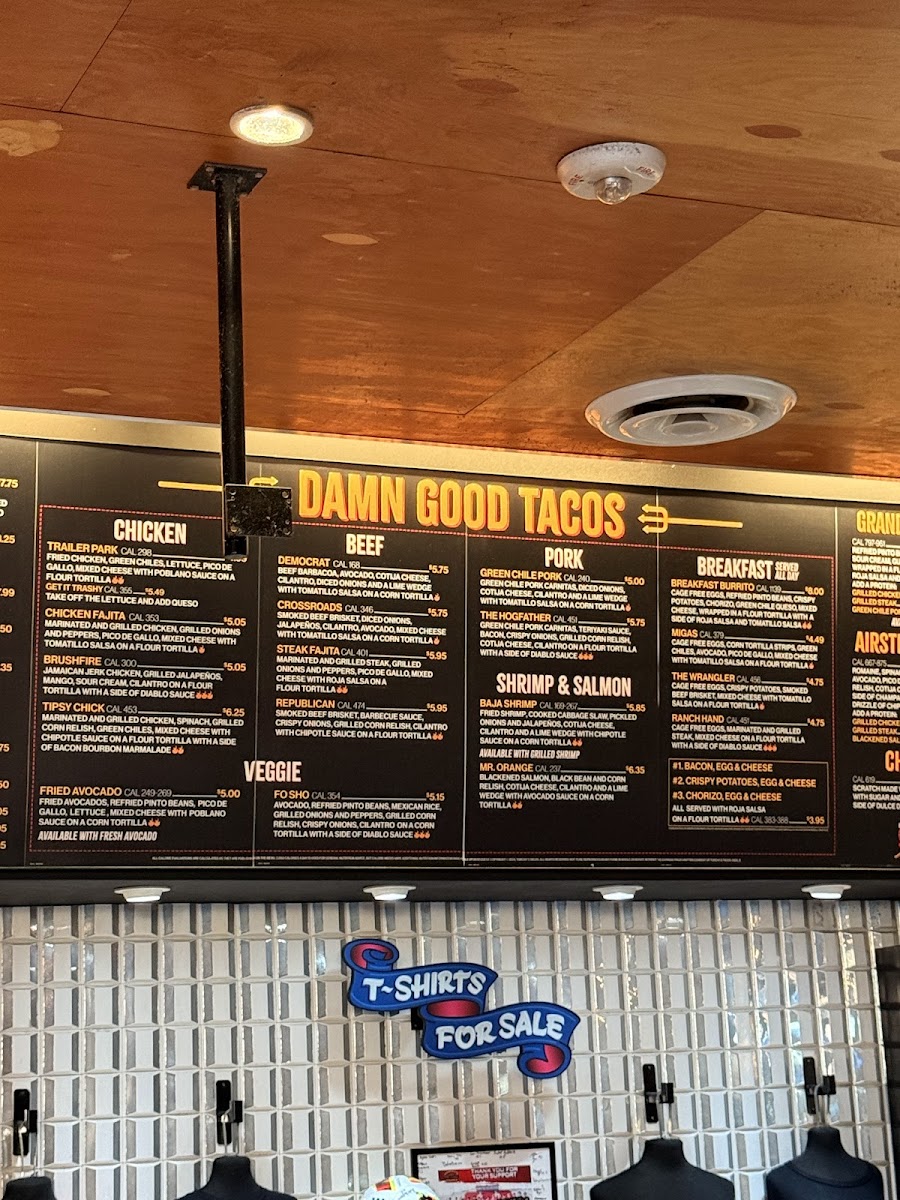 DAMN GOOD TACOS
CHICKEN
TRAILER PARK CAL 298
FRIED CHICKEN, GREEN CHILES, LETTUCE, PICO DE
GALLO, MIXED CHEESE WITH POBLANO SAUCE ON A
FLOUR TORTILLA
GET IT TRASHY CAL 355 $5.49
TAKE OFF THE LETTUCE AND ADD QUESO
CHICKEN FAJITA CAL 353 $5.05
MARINATED AND GRILLED CHICKEN, GRILLED ONIONS
AND PEPPERS, PICO DE GALLO, MIXED CHEESE WITH
TOMATILLO SALSA ON A FLOUR TORTILLA
BRUSHFIRE CAL 300 $5.05
JAMAICAN JERK CHICKEN, GRILLED JALAPEÑOS,
MANGO, SOUR CREAM, CILANTRO ON A FLOUR
TORTILLA WITH A SIDE OF DIABLO SAUCE
TIPSY CHICK CAL 453 $6.25
MARINATED AND GRILLED CHICKEN, SPINACH, GRILLED
CORN RELISH, GREEN CHILES, MIXED CHEESE WITH
CHIPOTLE SAUCE ON A FLOUR TORTILLA WITH A SIDE
OF BACON BOURBON MARMALADE
BEEF
DEMOCRAT CAL 168 $5.75
BEEF BARBACOA, AVOCADO, COTIJA CHEESE,
CILANTRO, DICED ONIONS AND A LIME WEDGE
WITH TOMATILLO SALSA ON A CORN TORTILLA
CROSSROADS CAL 346 $5.75
SMOKED BEEF BRISKET, DICED ONIONS,
JALAPEÑOS, CILANTRO, AVOCADO, MIXED CHEESE
WITH TOMATILLO SALSA ON A CORN TORTILLA
STEAK FAJITA CAL 401 $5.95
MARINATED AND GRILLED STEAK, GRILLED
ONIONS AND PEPPERS, PICO DE GALLO, MIXED
CHEESE WITH ROJA SALSA ON A
FLOUR TORTILLA
REPUBLICAN CAL 474 $5.95
SMOKED BEEF BRISKET, BARBECUE SAUCE,
CRISPY ONIONS, GRILLED CORN RELISH, CILANTRO
WITH CHIPOTLE SAUCE ON A FLOUR TORTILLA
VEGGIE
FRIED AVOCADO CAL 249-269 $5.00
FRIED AVOCADOS, REFRIED PINTO BEANS, PICO DE
GALLO, LETTUCE, MIXED CHEESE WITH POBLANO
SAUCE ON A CORN TORTILLA
AVAILABLE WITH FRESH AVOCADO
FO SHO CAL 354 $5.15
AVOCADO, REFRIED PINTO BEANS, MEXICAN RICE,
GRILLED ONIONS AND PEPPERS, GRILLED CORN
RELISH, CRISPY ONIONS, CILANTRO ON A CORN
TORTILLA WITH A SIDE OF DIABLO SAUCE
PORK
GREEN CHILE PORK CAL 240 $5.00
GREEN CHILE PORK CARNITAS, DICED ONIONS,
COTIJA CHEESE, CILANTRO AND A LIME WEDGE
WITH TOMATILLO SALSA ON A CORN TORTILLA
THE HOGFATHER CAL 451 $5.75
GREEN CHILE PORK CARNITAS, TERIYAKI SAUCE,
BACON, CRISPY ONIONS, GRILLED CORN RELISH,
COTIJA CHEESE, CILANTRO ON A FLOUR TORTILLA
WITH A SIDE OF DIABLO SAUCE
SHRIMP & SALMON
BAJA SHRIMP CAL 169-267 $5.85
FRIED SHRIMP, COOKED CABBAGE SLAW, PICKLED
ONIONS AND JALAPEÑOS, COTIJA CHEESE,
CILANTRO AND A LIME WEDGE WITH CHIPOTLE
SAUCE ON A CORN TORTILLA
AVAILABLE WITH GRILLED SHRIMP
MR. ORANGE CAL 237 $6.35
BLACKENED SALMON, BLACK BEAN AND CORN
RELISH, COTIJA CHEESE, CILANTRO AND A LIME
WEDGE WITH AVOCADO SAUCE ON A CORN
TORTILLA
BREAKFAST SERVED ALL DAY
BREAKFAST BURRITO CAL 1139 $8.00
CAGE FREE EGGS, REFRIED PINTO BEANS, CRISPY
POTATOES, CHORIZO, GREEN CHILE QUESO, MIXED
CHEESE, WRAPPED IN A FLOUR TORTILLA WITH A
SIDE OF ROJA SALSA AND TOMATILLO SALSA
MIGAS CAL 379 $4.49
CAGE FREE EGGS, CORN TORTILLA STRIPS, GREEN
CHILES, AVOCADO, PICO DE GALLO, MIXED CHEESE
WITH TOMATILLO SALSA ON A FLOUR TORTILLA
THE WRANGLER CAL 456 $4.75
CAGE FREE EGGS, CRISPY POTATOES, SMOKED
BEEF BRISKET, MIXED CHEESE WITH TOMATILLO
SALSA ON A FLOUR TORTILLA
RANCH HAND CAL 451 $4.75
CAGE FREE EGGS, MARINATED AND GRILLED
STEAK, MIXED CHEESE ON A FLOUR TORTILLA
WITH A SIDE OF DIABLO SAUCE
#1. BACON, EGG & CHEESE
#2. CRISPY POTATOES, EGG & CHEESE
#3. CHORIZO, EGG & CHEESE
ALL SERVED WITH ROJA SALSA
ON A FLOUR TORTILLA CAL 383-388 $3.95
T-SHIRTS
FOR SALE
THANK YOU FOR
YOUR SUPPORT
FIRE